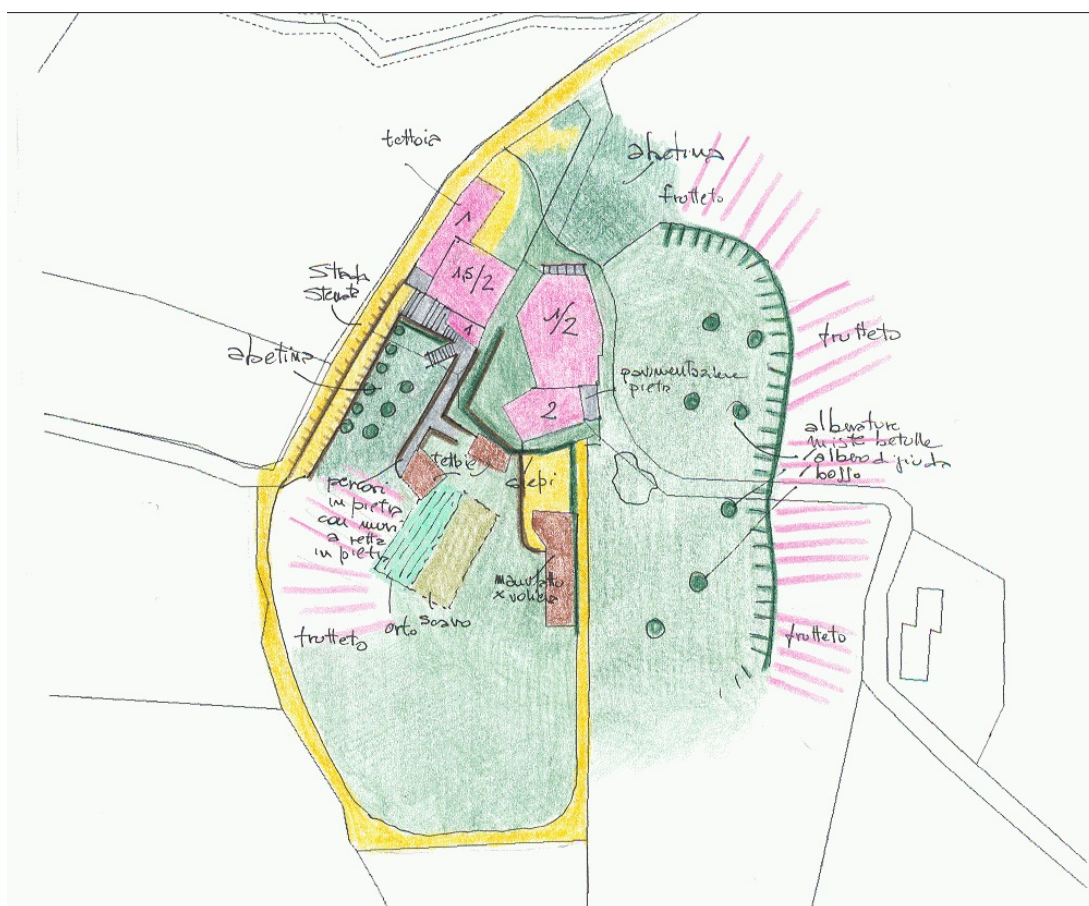 tettoia
abetina
frutteto
1
Strada
Sterrata
1,5/2
1/2
1
frutteto
abetina
pavimentazione
pietra
2
alberature
miste betulle
albero di giuda
bosso
tettoie
siepi
percorsi
in pietra
con muri
a retta
in pietra
manufatto
x voliera
orto
scavo
frutteto
frutteto